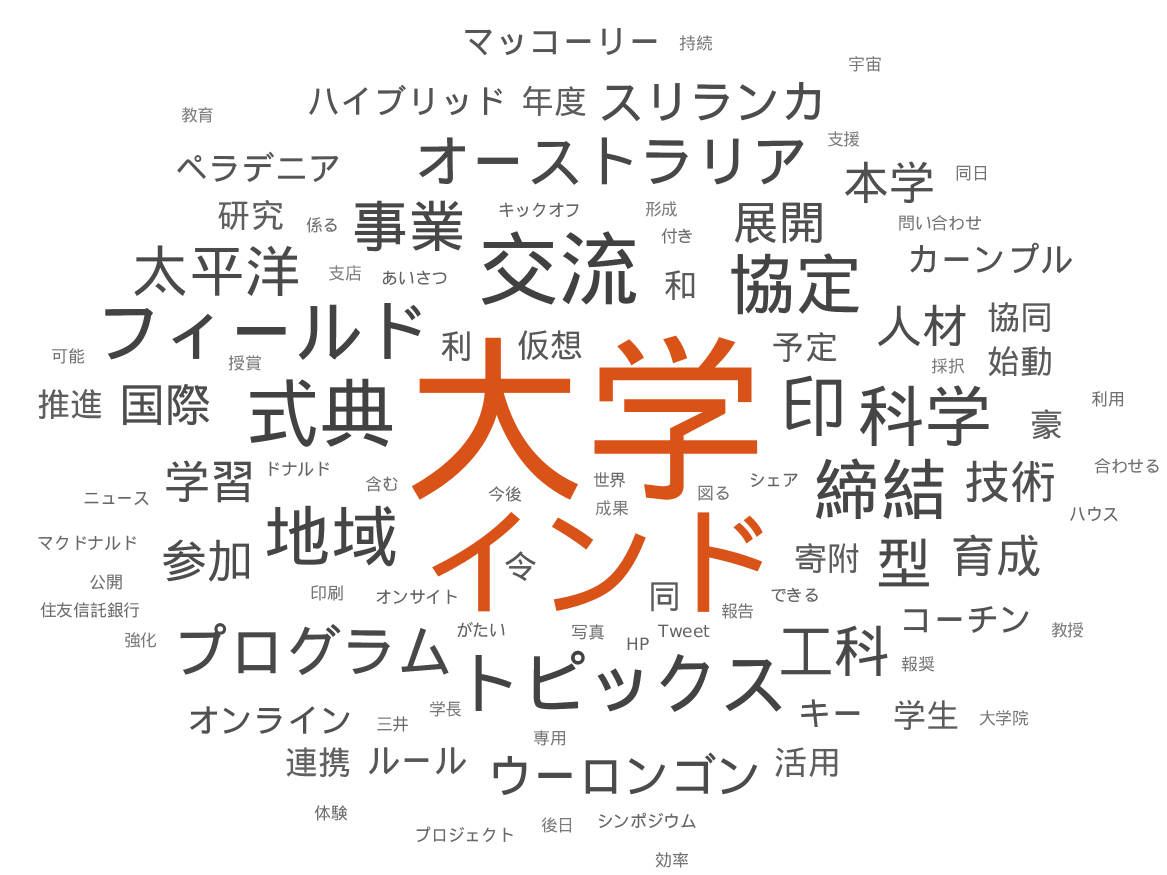 マッコーリー 持続
宇宙
ハイブリッド 年度 スリランカ
教育
オーストラリア 支援
ペラデニア 本学 同日
研究 係る 事業 キックオフ 形成 付き 展開 問い合わせ
太平洋 支店 あいさつ 交流 和 協定 カーンプル
フィールド 利 仮想 予定 人材 協同
可能 授賞 採択 始動
推進 国際 式典 大学 印 科学 豪 利用
学習 ドナルド 含む 今後 世界 図る シェア 締結 技術 合わせる
ニュース 成果 ハウス
マクドナルド 参加 地域 インド 令 寄附 型 育成
公開 印刷 オンサイト 同 できる
住友信託銀行 報告 コーチン
強化 プログラム がたい 写真 HP Tweet 工科 報奨 教授
トピックス
オンライン 三井 学長 キー 学生 大学院
専用
連携 ルール ウーロンゴン 活用
体験 プロジェクト 後日 シンポジウム
効率